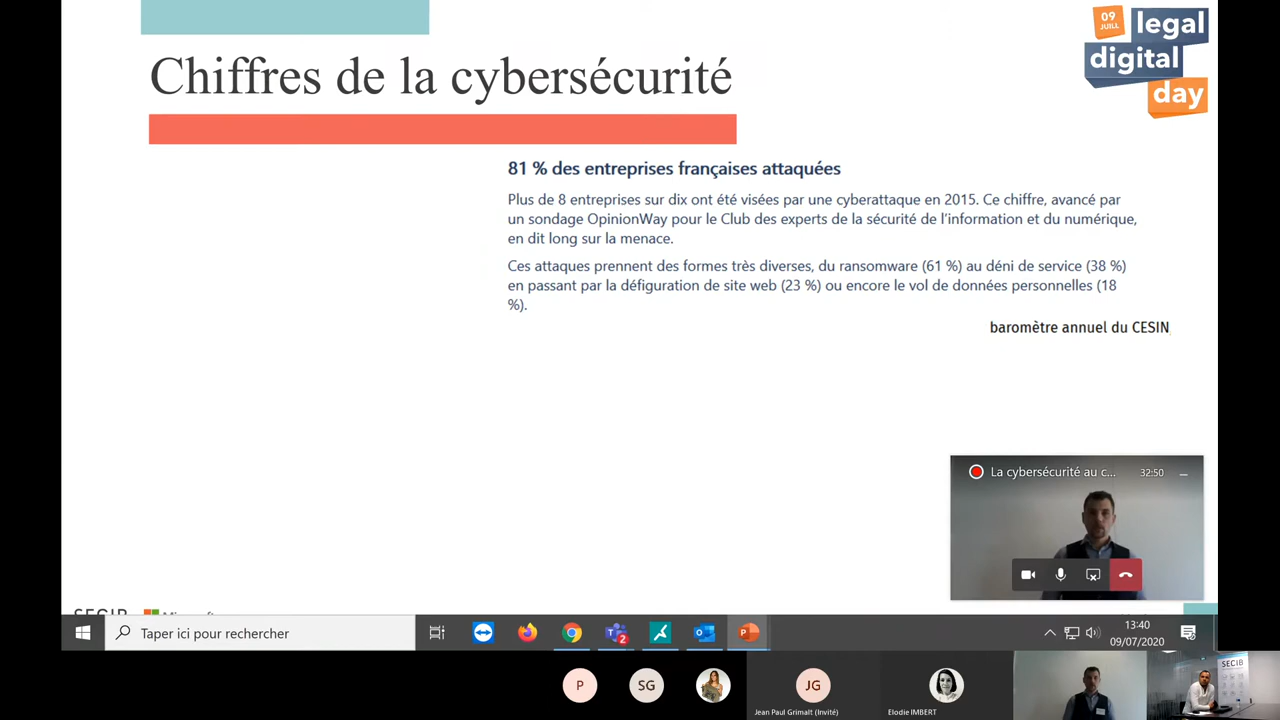 09
JUILL
legal
digital
day
Chiffres de la cybersécurité
81 % des entreprises françaises attaquées
Plus de 8 entreprises sur dix ont été visées par une cyberattaque en 2015. Ce chiffre, avancé par
un sondage OpinionWay pour le Club des experts de la sécurité de l'information et du numérique,
en dit long sur la menace.
Ces attaques prennent des formes très diverses, du ransomware (61 %) au déni de service (38 %)
en passant par la défiguration de site web (23 %) ou encore le vol de données personnelles (18
%).
baromètre annuel du CESIN
La cybersécurité au c...
32:50
SECIB
Microsoft
Taper ici pour rechercher
2
13:40
09/07/2020
P
SG
JG
Jean Paul Grimalt (Invité)
Elodie IMBERT
SECIB